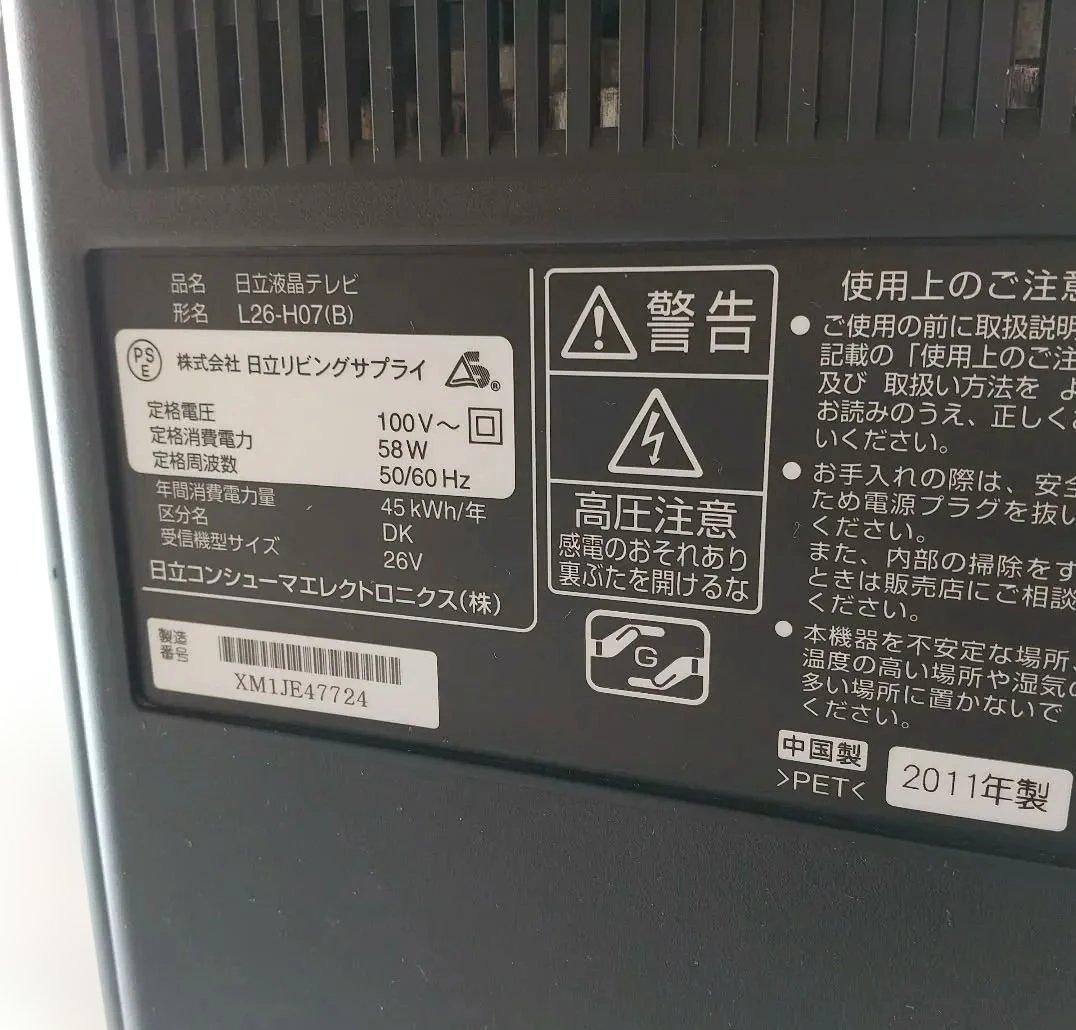 品名 日立液晶テレビ
形名 L26-H07(B)
PS
E
株式会社 日立リビングサプライ
S
®
定格電圧 100V～
定格消費電力 58W
定格周波数 50/60Hz
年間消費電力量 45kWh/年
区分名 DK
受信機型サイズ 26V
日立コンシューマエレクトロニクス(株)
製造
番号
XM1JE47724
警告
高圧注意
感電のおそれあり
裏ぶたを開けるな
G
使用上のご注意
●ご使用の前に取扱説明
記載の「使用上のご注
及び 取扱い方法を よ
お読みのうえ、正しくお
いください。
●お手入れの際は、安全
ため電源プラグを抜い
ください。
また、内部の掃除をす
ときは販売店にご相談
ください。
●本機器を不安定な場所、
温度の高い場所や湿気の
多い場所に置かないで
ください。
中国製
>PET<
2011年製